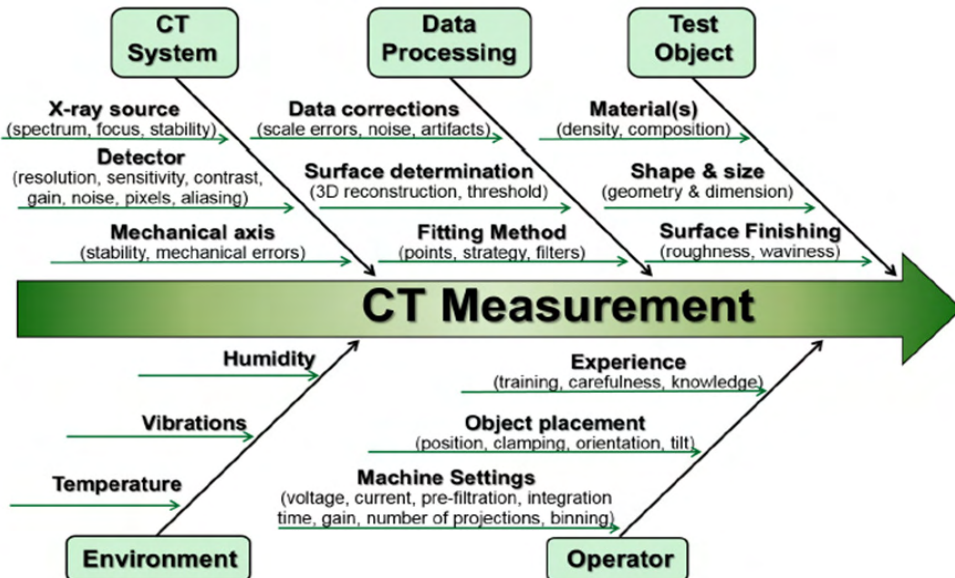 CT
System
Data
Processing
Test
Object
X-ray source
(spectrum, focus, stability)
Detector
(resolution, sensitivity, contrast,
gain, noise, pixels, aliasing)
Mechanical axis
(stability, mechanical errors)
Data corrections
(scale errors, noise, artifacts)
Surface determination
(3D reconstruction, threshold)
Fitting Method
(points, strategy, filters)
Material(s)
(density, composition)
Shape & size
(geometry & dimension)
Surface Finishing
(roughness, waviness)
CT Measurement
Humidity
Vibrations
Temperature
Environment
Experience
(training, carefulness, knowledge)
Object placement
(position, clamping, orientation, tilt)
Machine Settings
(voltage, current, pre-filtration, integration
time, gain, number of projections, binning)
Operator